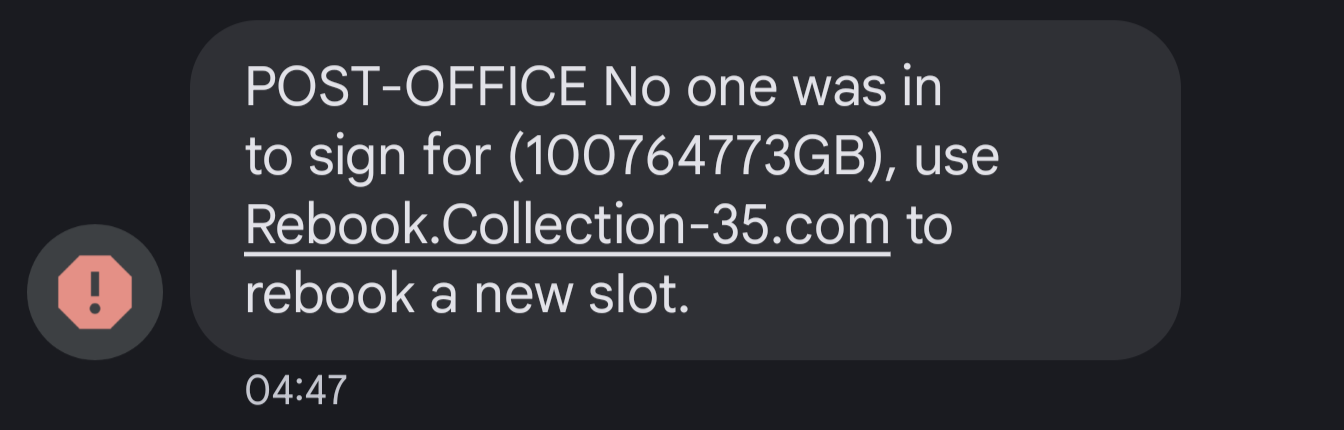 POST-OFFICE No one was in
to sign for (100764773GB), use
Rebook.Collection-35.com to
rebook a new slot.
04:47